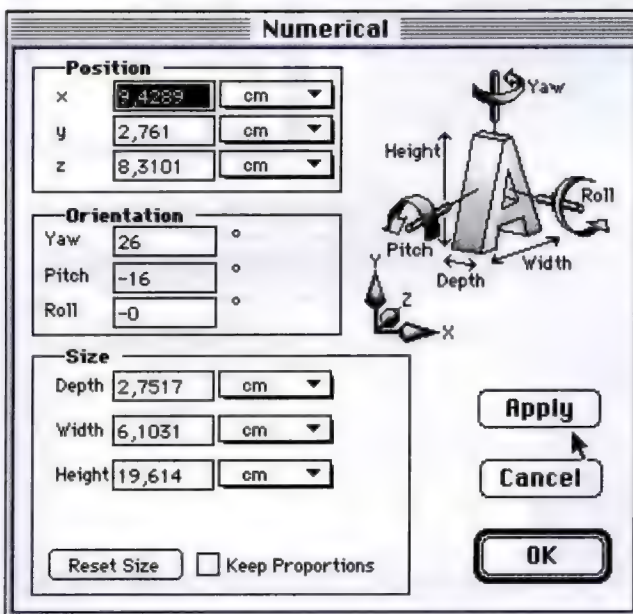 Numerical
Position
x 9,4289 cm
y 2,761 cm
z 8,3101 cm
Orientation
Yaw 26 °
Pitch -16 °
Roll -0 °
Size
Depth 2,7517 cm
Width 6,1031 cm
Height 19,614 cm
Reset Size Keep Proportions
Yaw
Height
Roll
Pitch
Width
Depth
Y
Z
X
Apply
Cancel
OK